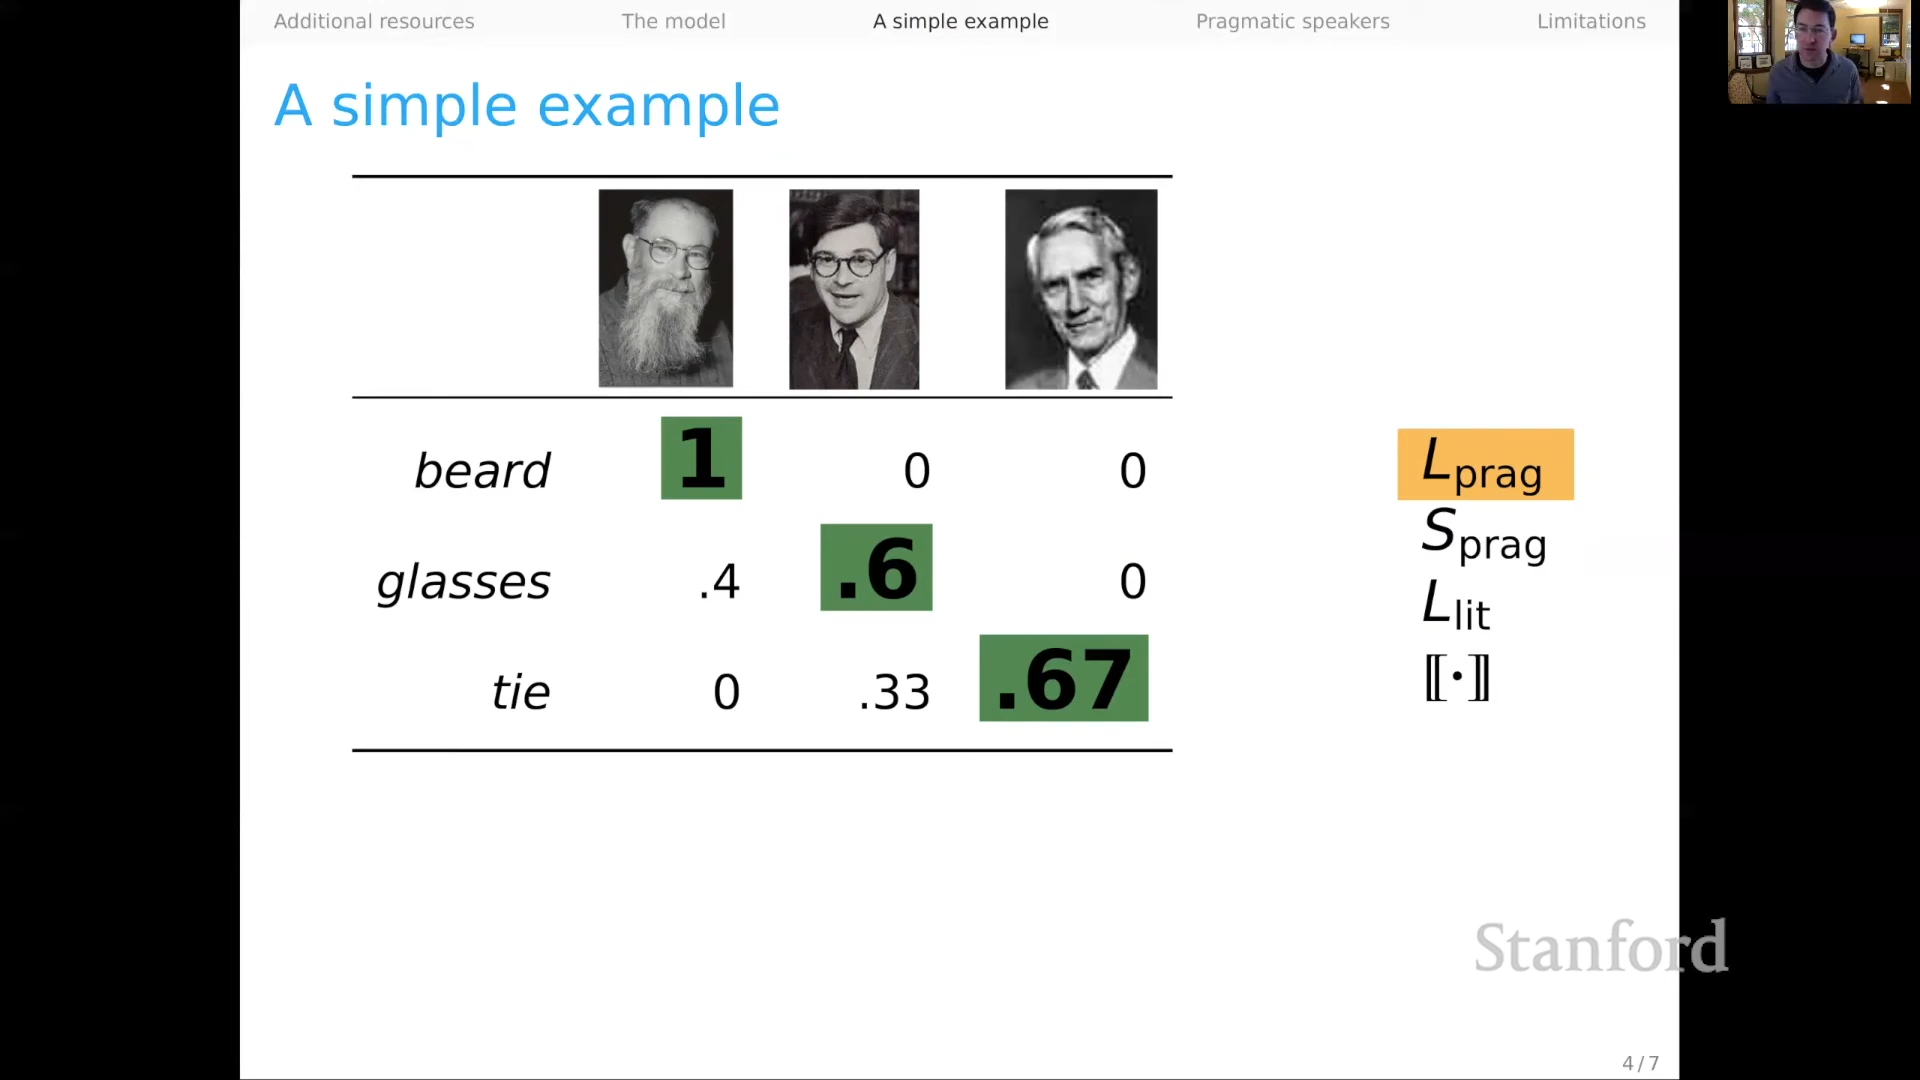 Additional resources The model A simple example Pragmatic speakers Limitations
A simple example
beard 1 0 0
glasses .4 .6 0
tie 0 .33 .67
Lprag
Sprag
Llit
⟦·⟧
Stanford
4/7